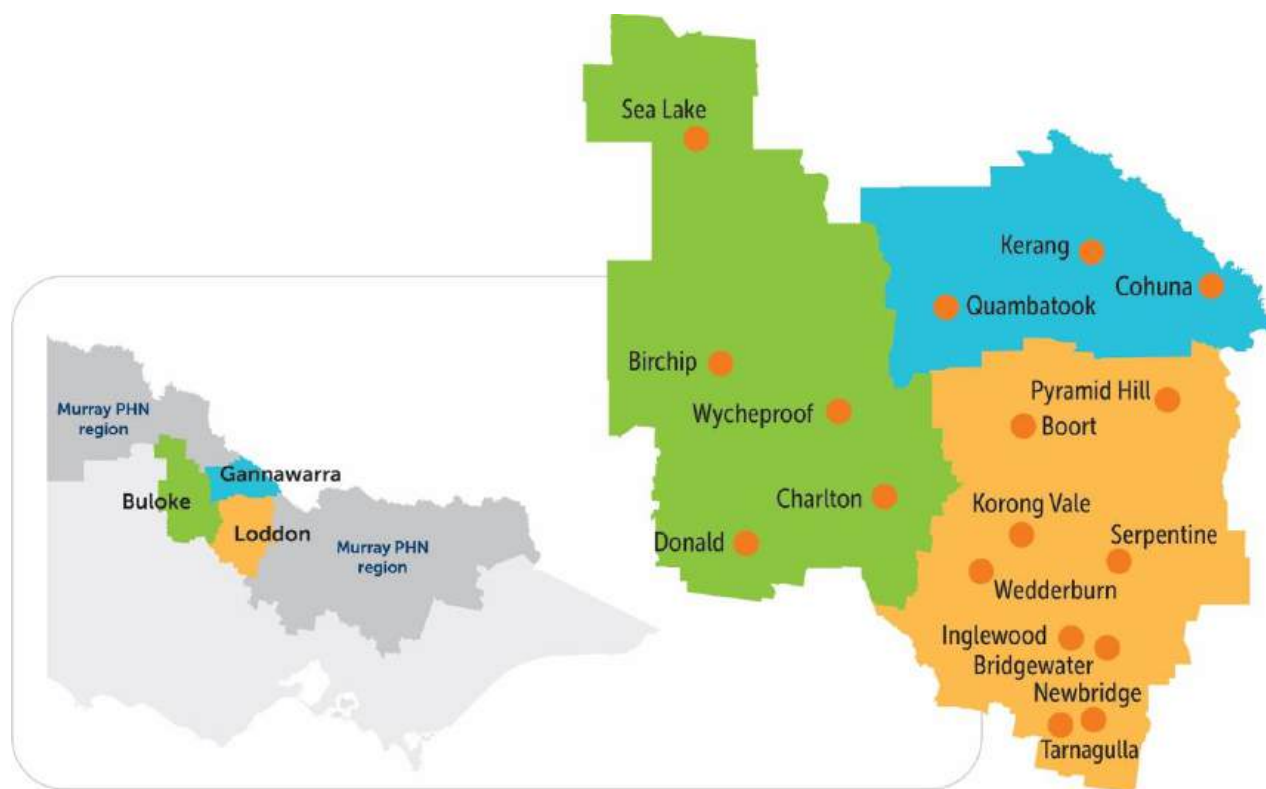 Sea Lake
Kerang
Cohuna
Quambatook
Birchip
Pyramid Hill
Wycheproof
Boort
Murray PHN
region
Gannawarra
Buloke
Charlton
Korong Vale
Loddon
Serpentine
Donald
Murray PHN
region
Wedderburn
Inglewood
Bridgewater
Newbridge
Tarnagulla